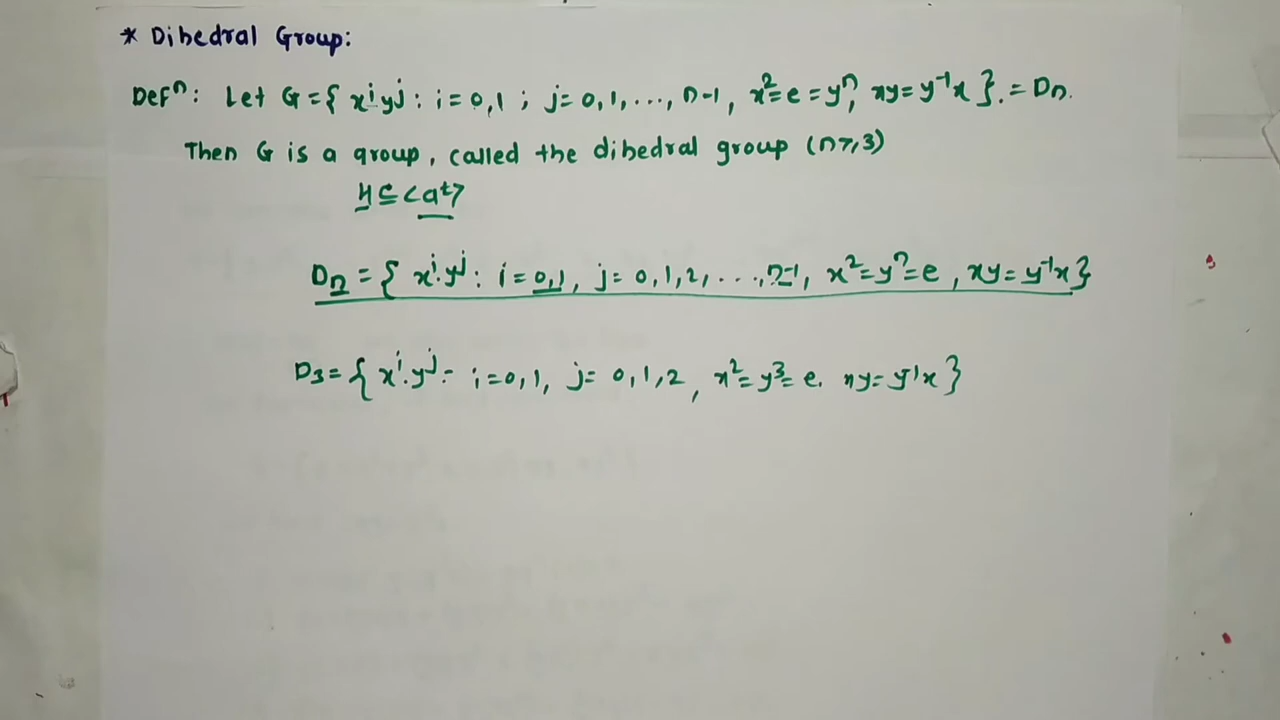 * Dihedral Group:
Defⁿ: Let G = { xⁱyʲ : i = 0,1 ; j = 0,1,..., n-1, x² = e = yⁿ, xy = y⁻¹x }. = Dn.
Then G is a group, called the dihedral group (n≥3)
H ⊆ <aᵗ>
Dn = { xⁱ.yʲ : i = 0,1, j = 0,1,2,...,n-1, x² = yⁿ = e, xy = y⁻¹x }
D3 = { xⁱ.yʲ : i = 0,1, j = 0,1,2, x² = y³ = e. xy = y⁻¹x }